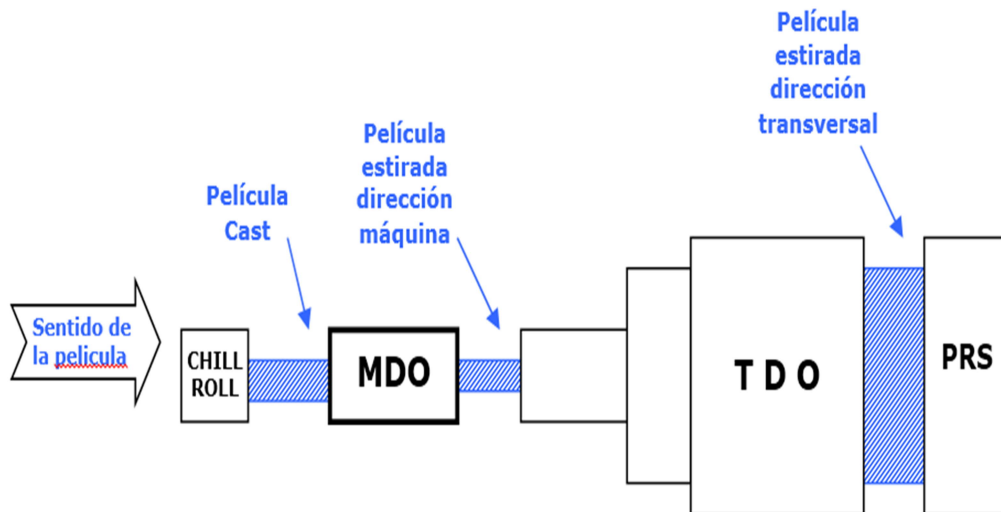 Película
estirada
dirección
transversal
Película
estirada
dirección
máquina
Película
Cast
Sentido de
la pelicula
CHILL
ROLL
MDO
T D O
PRS